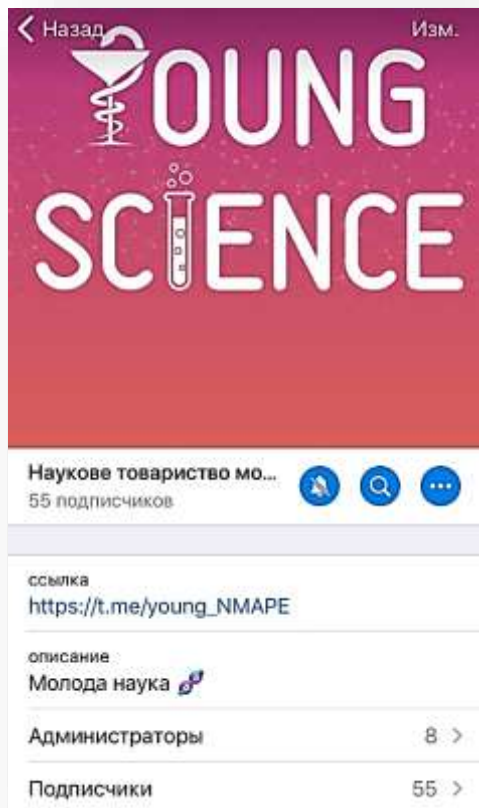 Назад
Изм.
YOUNG
SCIENCE
Наукове товариство мо...
55 подписчиков
ссылка
https://t.me/young_NMAPE
описание
Молода наука 🧬
Администраторы 8
Подписчики 55